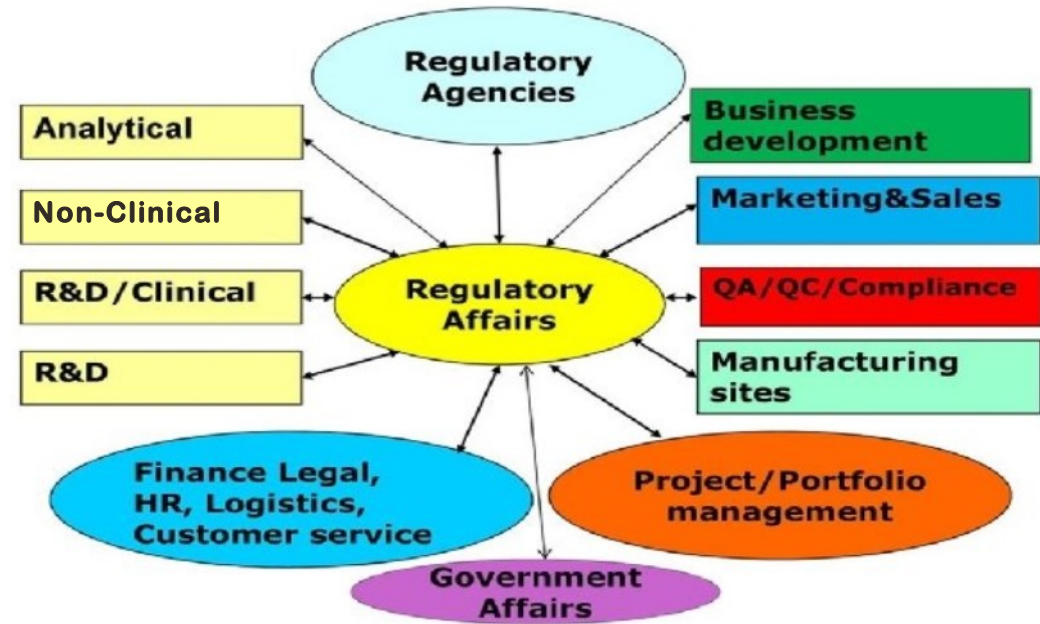 Regulatory
Agencies
Analytical
Business
development
Non-Clinical
Marketing&Sales
R&D/Clinical
Regulatory
Affairs
QA/QC/Compliance
R&D
Manufacturing
sites
Finance Legal,
HR, Logistics,
Customer service
Project/Portfolio
management
Government
Affairs